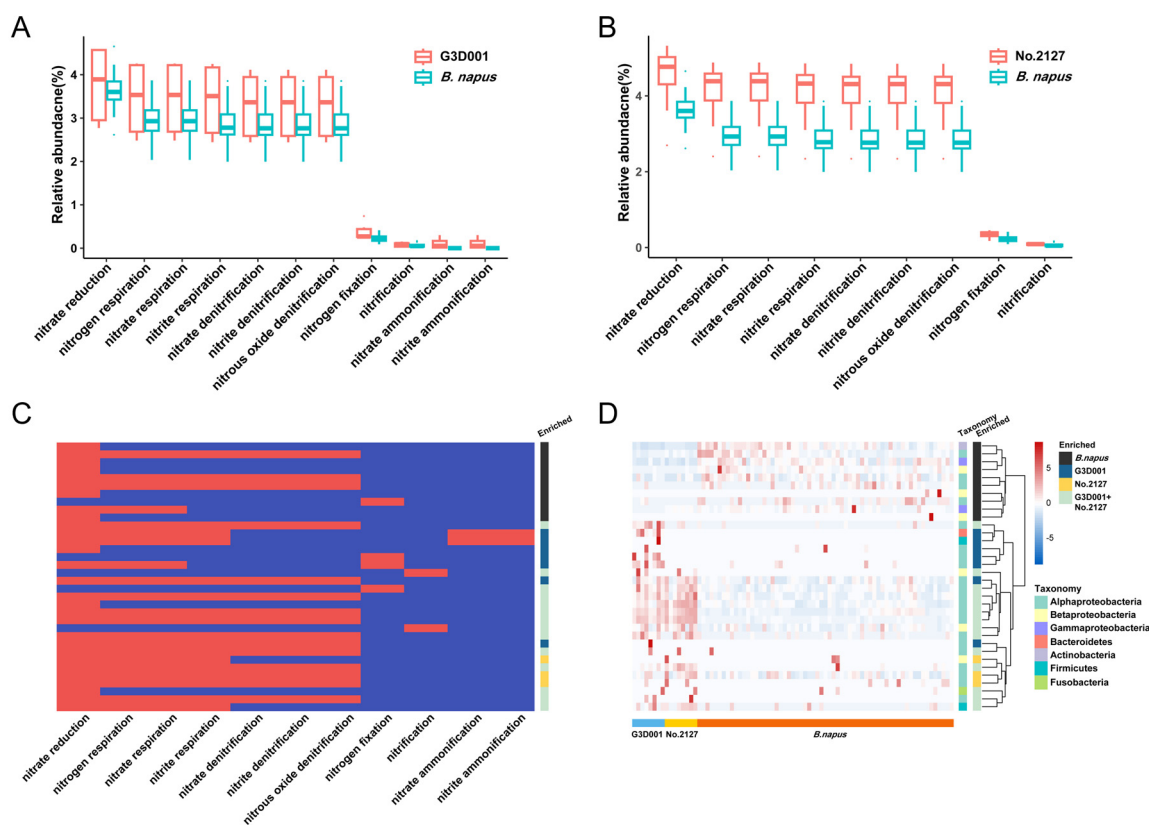 A
G3D001
B. napus
Relative abundacne(%)
4
3
2
1
0
nitrate reduction
nitrogen respiration
nitrate respiration
nitrite respiration
nitrate denitrification
nitrite denitrification
nitrous oxide denitrification
nitrogen fixation
nitrification
nitrate ammonification
nitrite ammonification
B
No.2127
B. napus
Relative abundacne(%)
4
2
0
nitrate reduction
nitrogen respiration
nitrate respiration
nitrite respiration
nitrate denitrification
nitrite denitrification
nitrous oxide denitrification
nitrogen fixation
nitrification
C
Enriched
nitrate reduction
nitrogen respiration
nitrate respiration
nitrite respiration
nitrate denitrification
nitrite denitrification
nitrous oxide denitrification
nitrogen fixation
nitrification
nitrate ammonification
nitrite ammonification
D
Taxonomy
Enriched
5
0
-5
Enriched
B.napus
G3D001
No.2127
G3D001+
No.2127
Taxonomy
Alphaproteobacteria
Betaproteobacteria
Gammaproteobacteria
Bacteroidetes
Actinobacteria
Firmicutes
Fusobacteria
G3D001 No.2127
B.napus